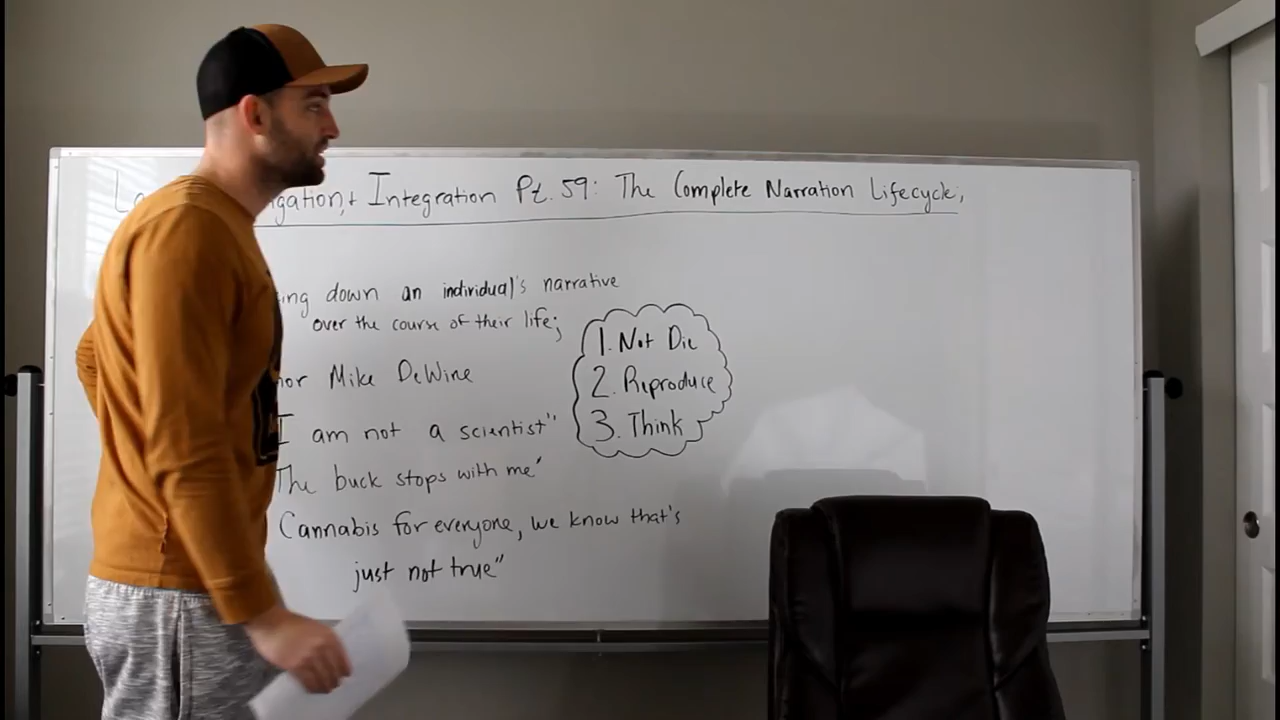 Integration Pt. 59: The Complete Narration Lifecycle;
down an individual's narrative
over the course of their life;
Mike DeWine
I am not a scientist"
The buck stops with me"
Cannabis for everyone, we know that's
just not true"
1. Not Die
2. Reproduce
3. Think